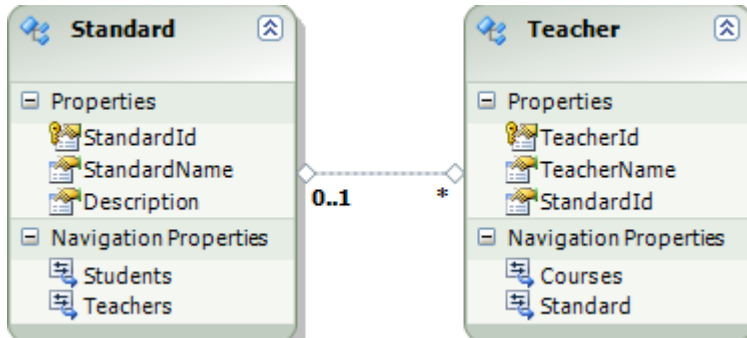 Standard
Properties
StandardId
StandardName
Description
Navigation Properties
Students
Teachers
0..1
*
Teacher
Properties
TeacherId
TeacherName
StandardId
Navigation Properties
Courses
Standard